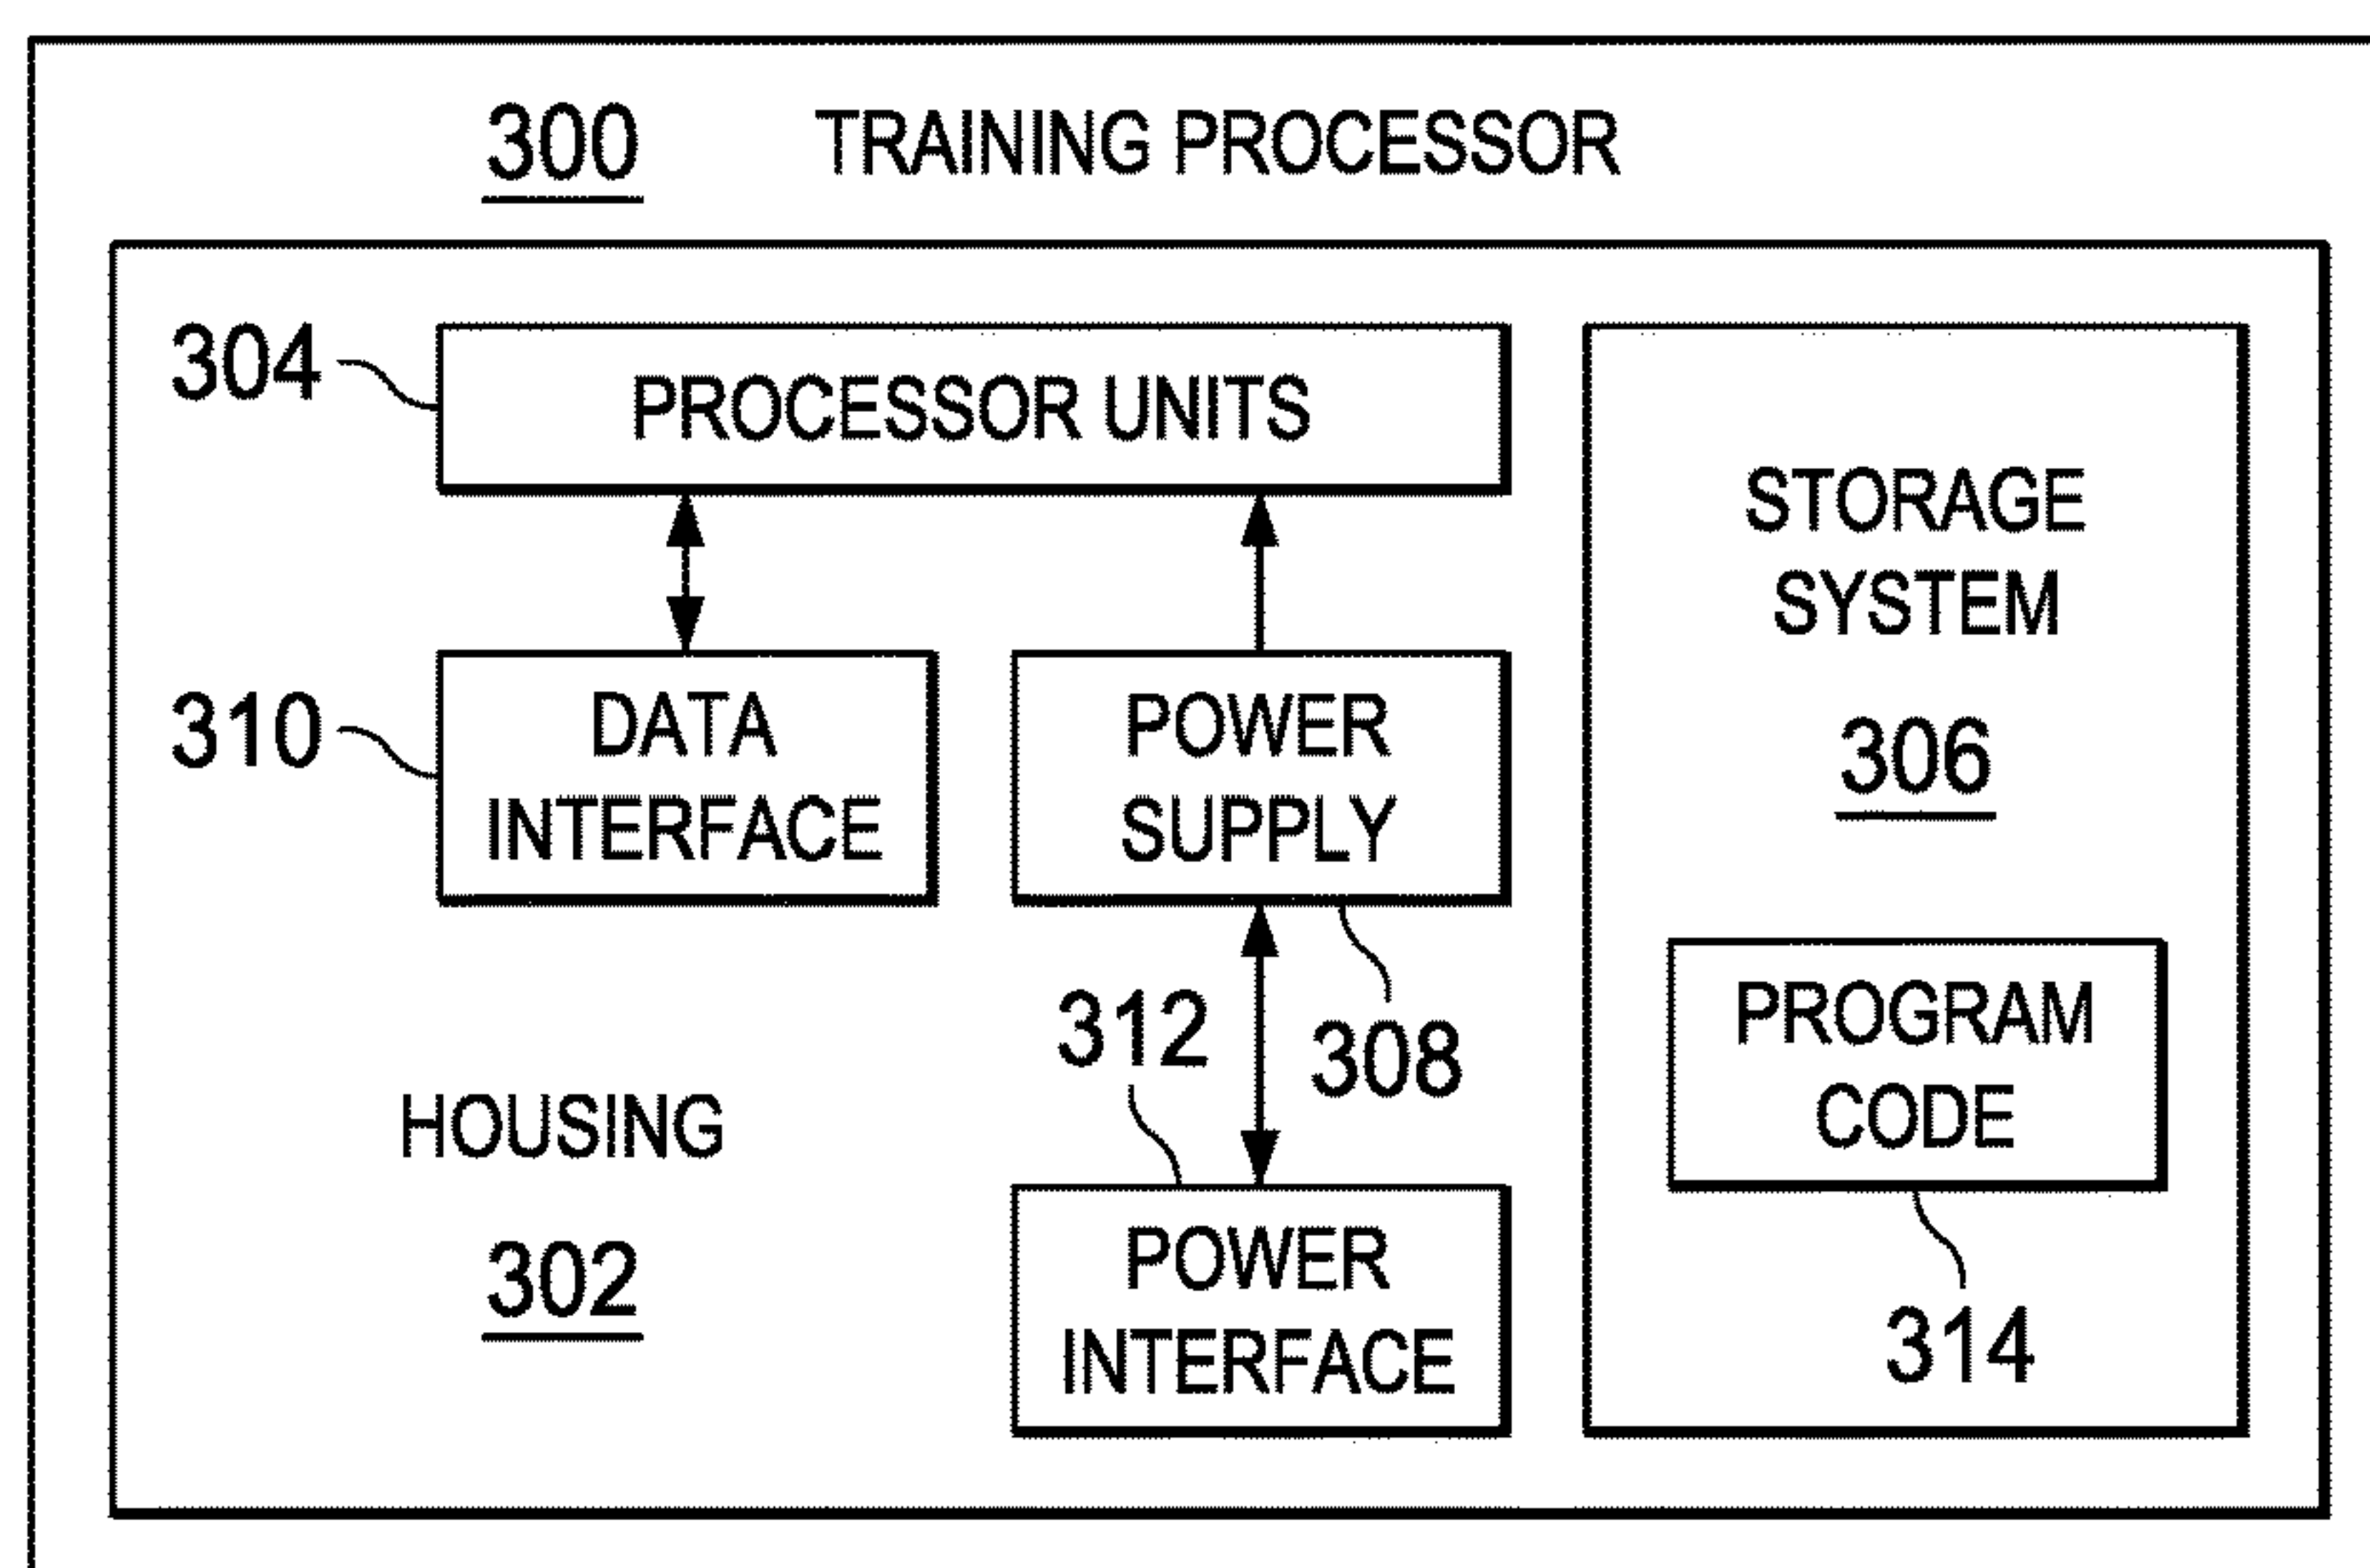 300 TRAINING PROCESSOR
304
PROCESSOR UNITS
310
DATA
INTERFACE
POWER
SUPPLY
312
308
POWER
INTERFACE
HOUSING
302
STORAGE
SYSTEM
306
PROGRAM
CODE
314